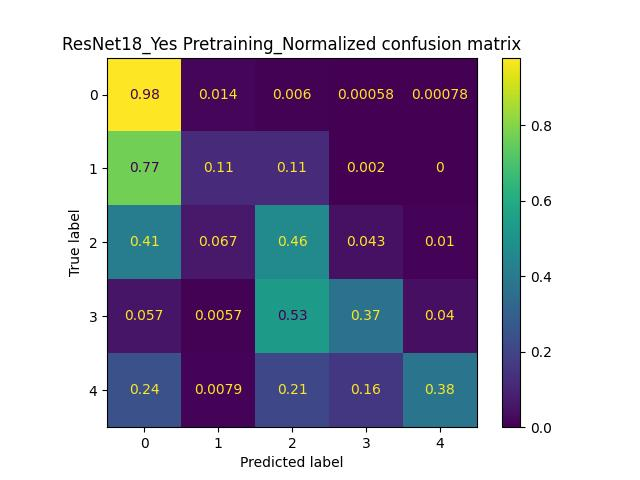 ResNet18_Yes Pretraining_Normalized confusion matrix
0 0.98 0.014 0.006 0.00058 0.00078
1 0.77 0.11 0.11 0.002 0
2 0.41 0.067 0.46 0.043 0.01
3 0.057 0.0057 0.53 0.37 0.04
4 0.24 0.0079 0.21 0.16 0.38
0 1 2 3 4
True label
Predicted label
0.8
0.6
0.4
0.2
0.0